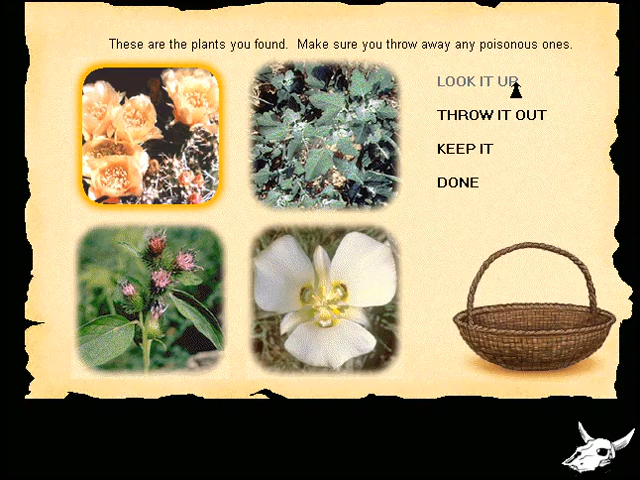 These are the plants you found. Make sure you throw away any poisonous ones.
LOOK IT UP
THROW IT OUT
KEEP IT
DONE